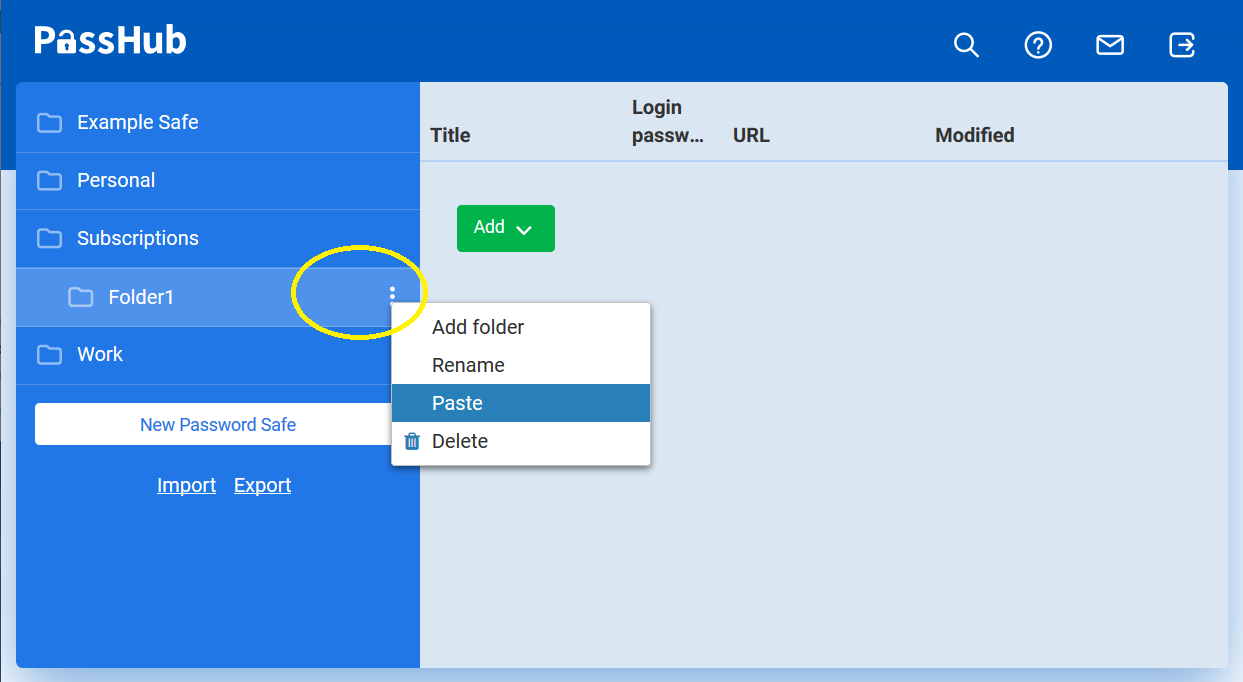 PassHub
Example Safe
Personal
Subscriptions
Folder1
Work
New Password Safe
Import Export
Title
Login
passw...
URL
Modified
Add
Add folder
Rename
Paste
Delete